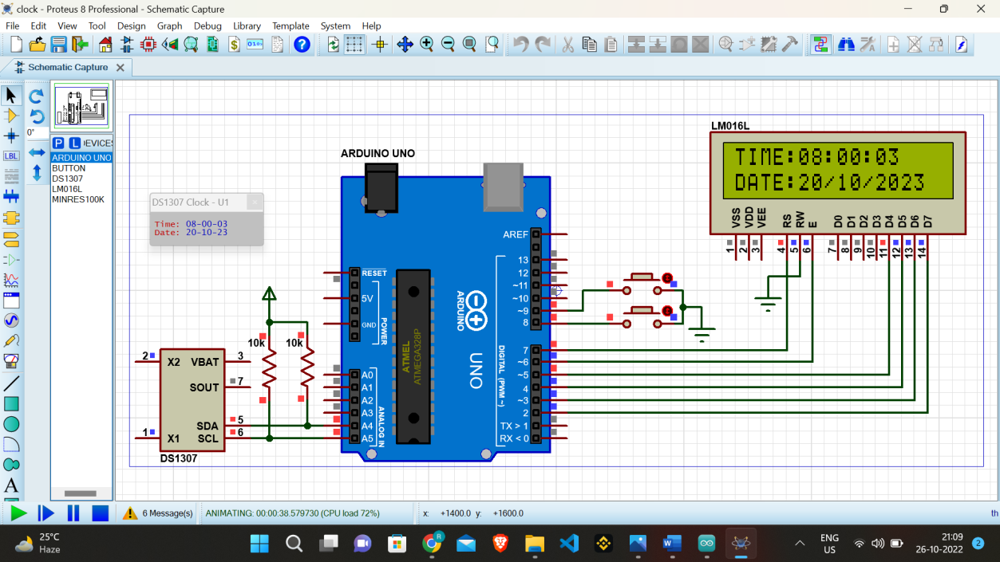 clock - Proteus 8 Professional - Schematic Capture
File Edit View Tool Design Graph Debug Library Template System Help
Schematic Capture
0°
P L DEVICES
LBL
ARDUINO UNO
BUTTON
DS1307
LM016L
MINRES100K
A
DS1307 Clock - U1
Time: 08-00-03
Date: 20-10-23
ARDUINO UNO
LM016L
TIME:08:00:03
DATE:20/10/2023
VSS VDD VEE RS RW E D0 D1 D2 D3 D4 D5 D6 D7
1 2 3 4 5 6 7 8 9 10 11 12 13 14
AREF
13
12
~11
~10
~9
8
7
~6
~5
4
~3
2
TX > 1
RX < 0
DIGITAL (PWM ~)
RESET
5V
GND
POWER
A0
A1
A2
A3
A4
A5
ANALOG IN
ATMEL
ATMEGA328P
ARDUINO
UNO
10k 10k
2 X2 VBAT 3
SOUT 7
SDA 5
1 X1 SCL 6
DS1307
6 Message(s) ANIMATING: 00:00:38.579730 (CPU load 72%) x: +1400.0 y: +1600.0 th
25°C
Haze
R
ENG
US
21:09
26-10-2022
2